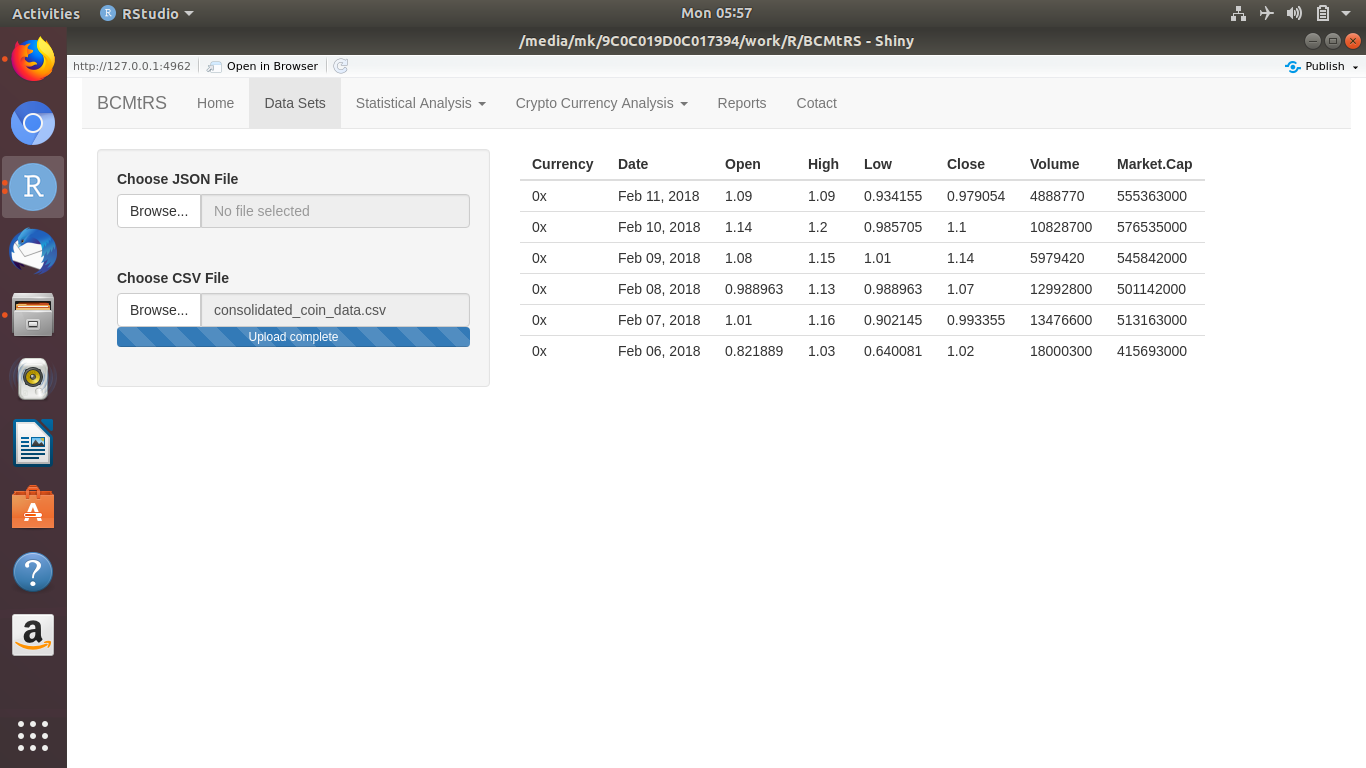 Activities RStudio Mon 05:57
/media/mk/9C0C019D0C017394/work/R/BCMtRS - Shiny
http://127.0.0.1:4962 Open in Browser Publish
BCMtRS Home Data Sets Statistical Analysis Crypto Currency Analysis Reports Cotact
Choose JSON File
Browse... No file selected
Choose CSV File
Browse... consolidated_coin_data.csv
Upload complete
Currency Date Open High Low Close Volume Market.Cap
0x Feb 11, 2018 1.09 1.09 0.934155 0.979054 4888770 555363000
0x Feb 10, 2018 1.14 1.2 0.985705 1.1 10828700 576535000
0x Feb 09, 2018 1.08 1.15 1.01 1.14 5979420 545842000
0x Feb 08, 2018 0.988963 1.13 0.988963 1.07 12992800 501142000
0x Feb 07, 2018 1.01 1.16 0.902145 0.993355 13476600 513163000
0x Feb 06, 2018 0.821889 1.03 0.640081 1.02 18000300 415693000
R
R
A
?
a